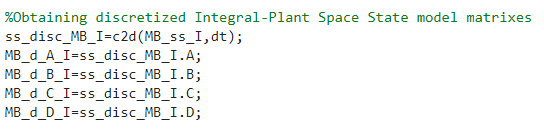 %Obtaining discretized Integral-Plant Space State model matrixes
ss_disc_MB_I=c2d(MB_ss_I,dt);
MB_d_A_I=ss_disc_MB_I.A;
MB_d_B_I=ss_disc_MB_I.B;
MB_d_C_I=ss_disc_MB_I.C;
MB_d_D_I=ss_disc_MB_I.D;